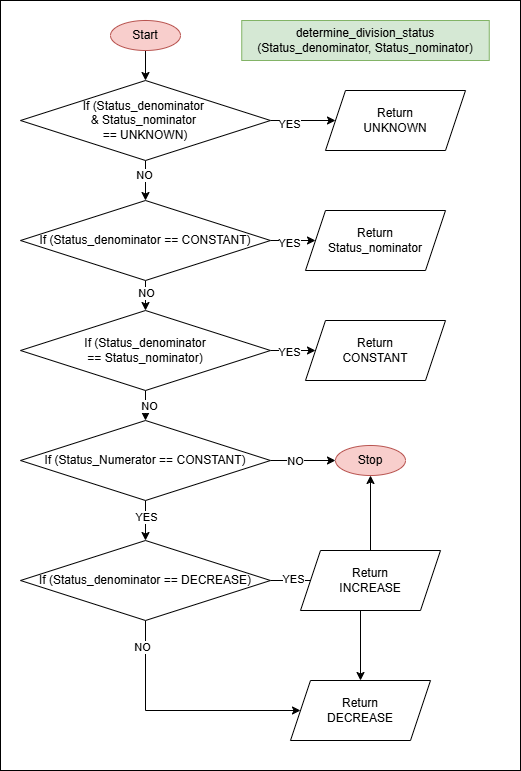 Start
determine_division_status
(Status_denominator, Status_nominator)
If (Status_denominator
& Status_nominator
== UNKNOWN)
YES
Return
UNKNOWN
NO
If (Status_denominator == CONSTANT)
YES
Return
Status_nominator
NO
If (Status_denominator
== Status_nominator)
YES
Return
CONSTANT
NO
If (Status_Numerator == CONSTANT)
NO
Stop
YES
If (Status_denominator == DECREASE)
YES
Return
INCREASE
NO
Return
DECREASE